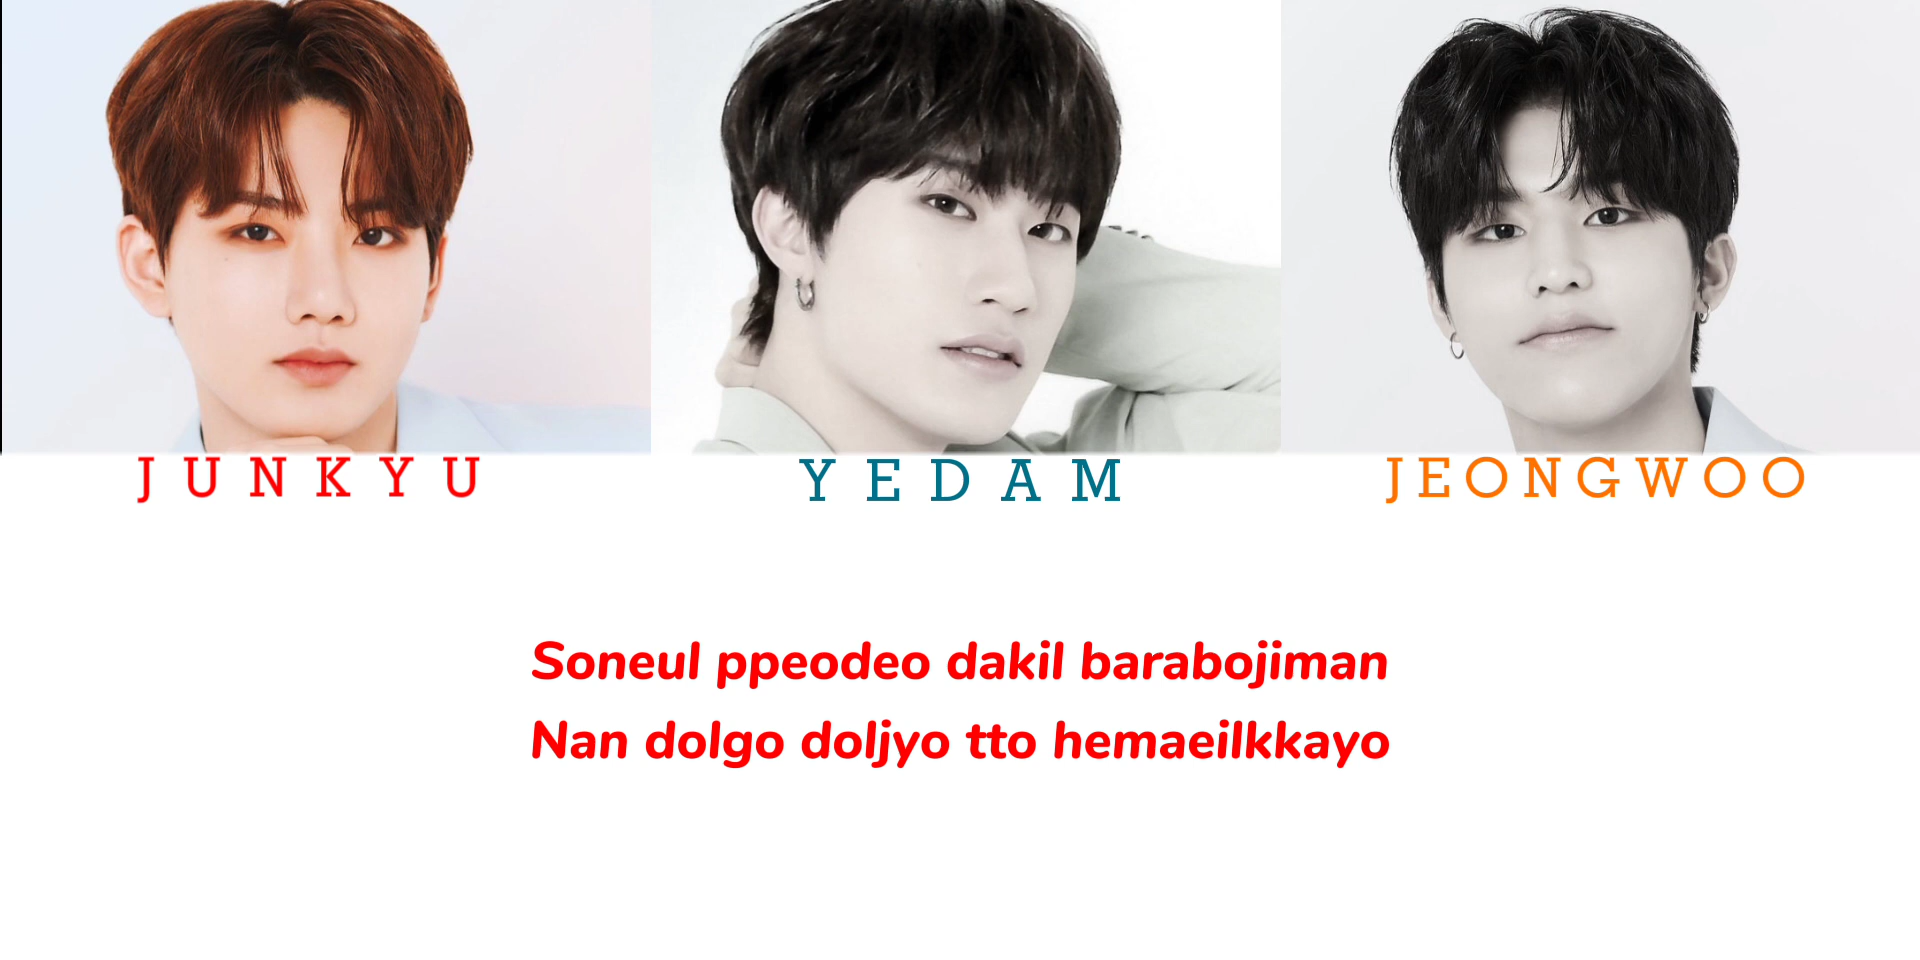 JUNKYU YEDAM JEONGWOO
Soneul ppeodeo dakil barabojiman
Nan dolgo doljyo tto hemaeilkkayo